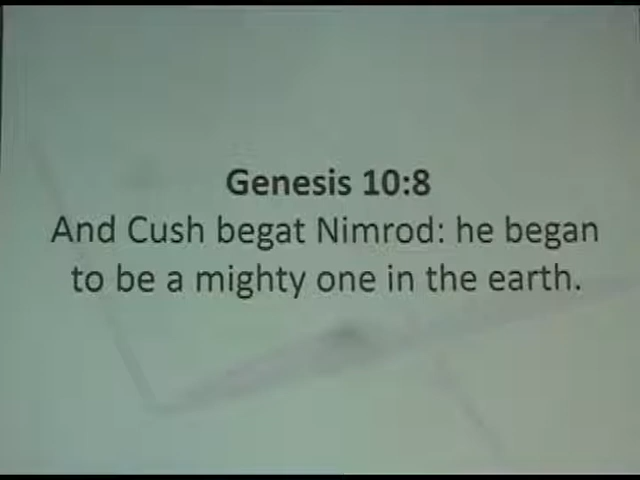 Genesis 10:8
And Cush begat Nimrod: he began
to be a mighty one in the earth.